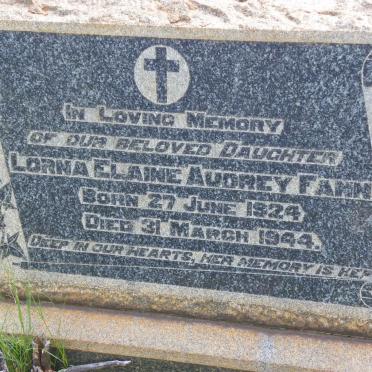 In Loving Memory
of our beloved Daughter
Lorna Elaine Audrey
Born 27 June 1924
Died 31 March 1944.
Deep in our hearts, her memory is